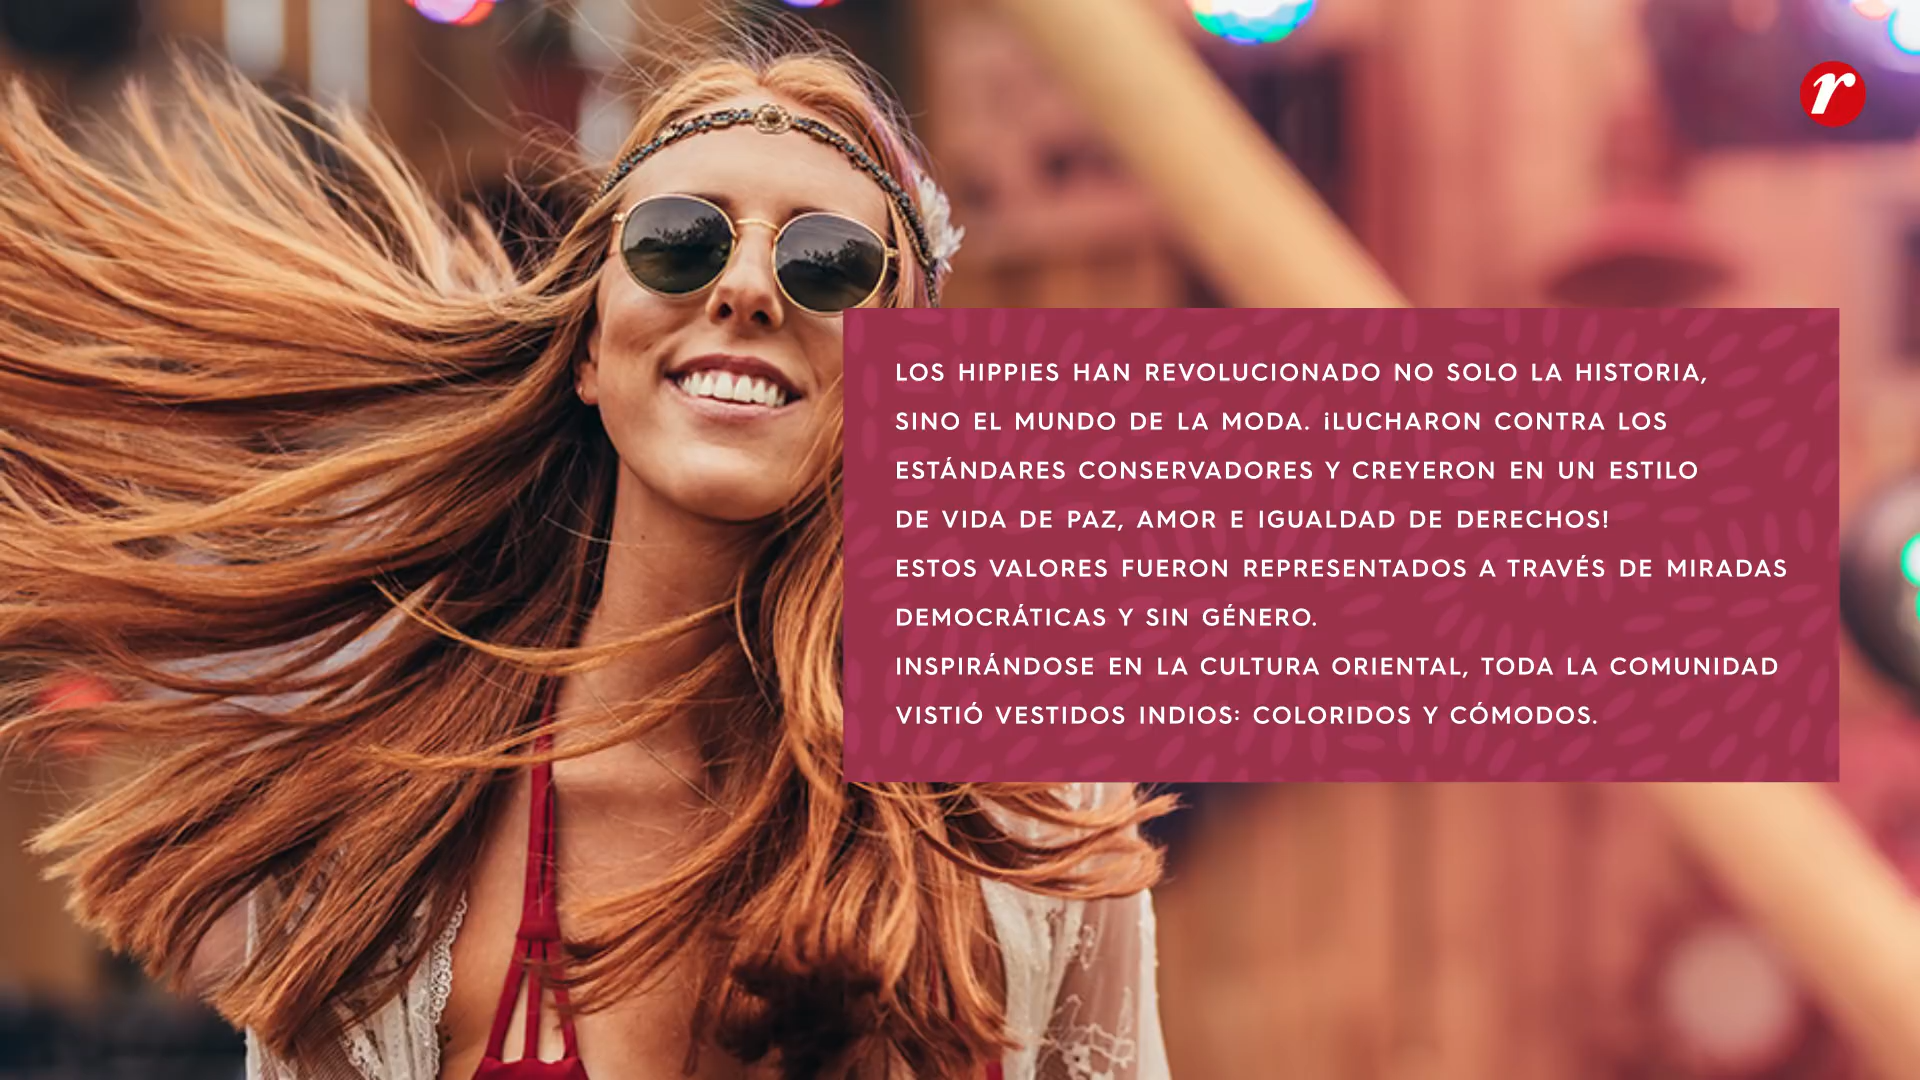 r
LOS HIPPIES HAN REVOLUCIONADO NO SOLO LA HISTORIA,
SINO EL MUNDO DE LA MODA. ¡LUCHARON CONTRA LOS
ESTÁNDARES CONSERVADORES Y CREYERON EN UN ESTILO
DE VIDA DE PAZ, AMOR E IGUALDAD DE DERECHOS!
ESTOS VALORES FUERON REPRESENTADOS A TRAVÉS DE MIRADAS
DEMOCRÁTICAS Y SIN GÉNERO.
INSPIRÁNDOSE EN LA CULTURA ORIENTAL, TODA LA COMUNIDAD
VISTIÓ VESTIDOS INDIOS: COLORIDOS Y CÓMODOS.